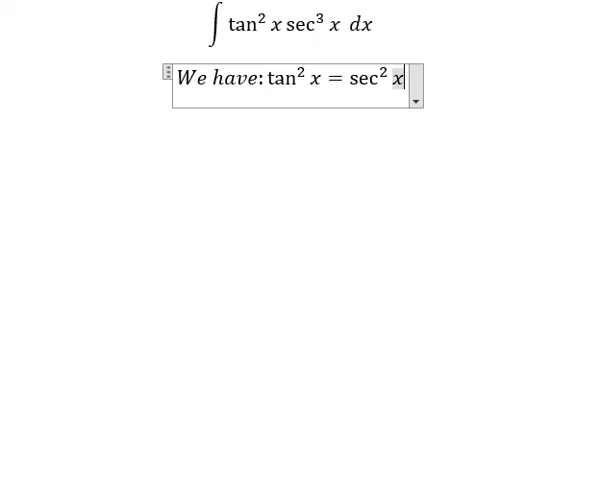 ∫ tan² x sec³ x dx
We have: tan² x = sec² x